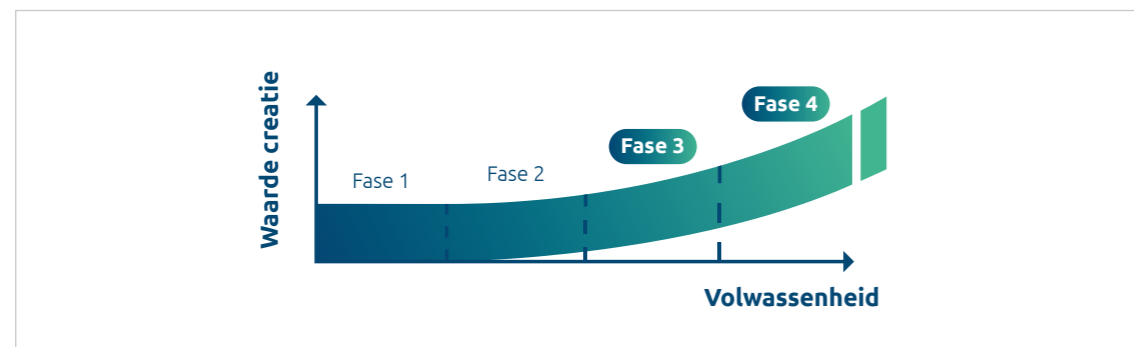 Waarde creatie
Fase 1
Fase 2
Fase 3
Fase 4
Volwassenheid